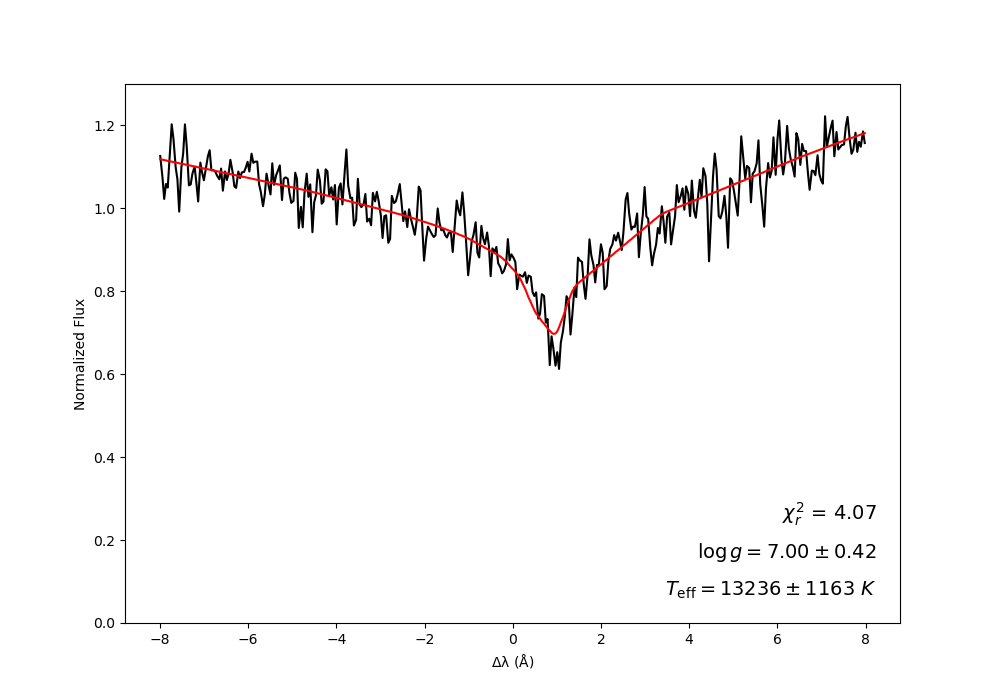 Normalized Flux
1.2
1.0
0.8
0.6
0.4
0.2
0.0
χ²ᵣ = 4.07
log g = 7.00 ± 0.42
T_eff = 13236 ± 1163 K
−8 −6 −4 −2 0 2 4 6 8
Δλ (Å)